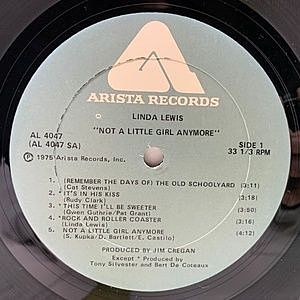 ARISTA RECORDS
LINDA LEWIS
AL 4047
(AL 4047 SA)
"NOT A LITTLE GIRL ANYMORE"
SIDE 1
33 1/3 RPM
℗ 1975 Arista Records, Inc.
1. (REMEMBER THE DAYS OF) THE OLD SCHOOLYARD (3:11)
(Cat Stevens)
2. *IT'S IN HIS KISS (3:18)
(Rudy Clark)
3. *THIS TIME I'LL BE SWEETER (3:50)
(Gwen Guthrie/Pat Grant)
4. *ROCK AND ROLLER COASTER (3:16)
(Linda Lewis)
5. NOT A LITTLE GIRL ANYMORE (4:12)
(S. Kupka/D. Bartlett/E. Castilo)
PRODUCED BY JIM CREGAN
Except * Produced by
Tony Silvester and Bert De Coteaux